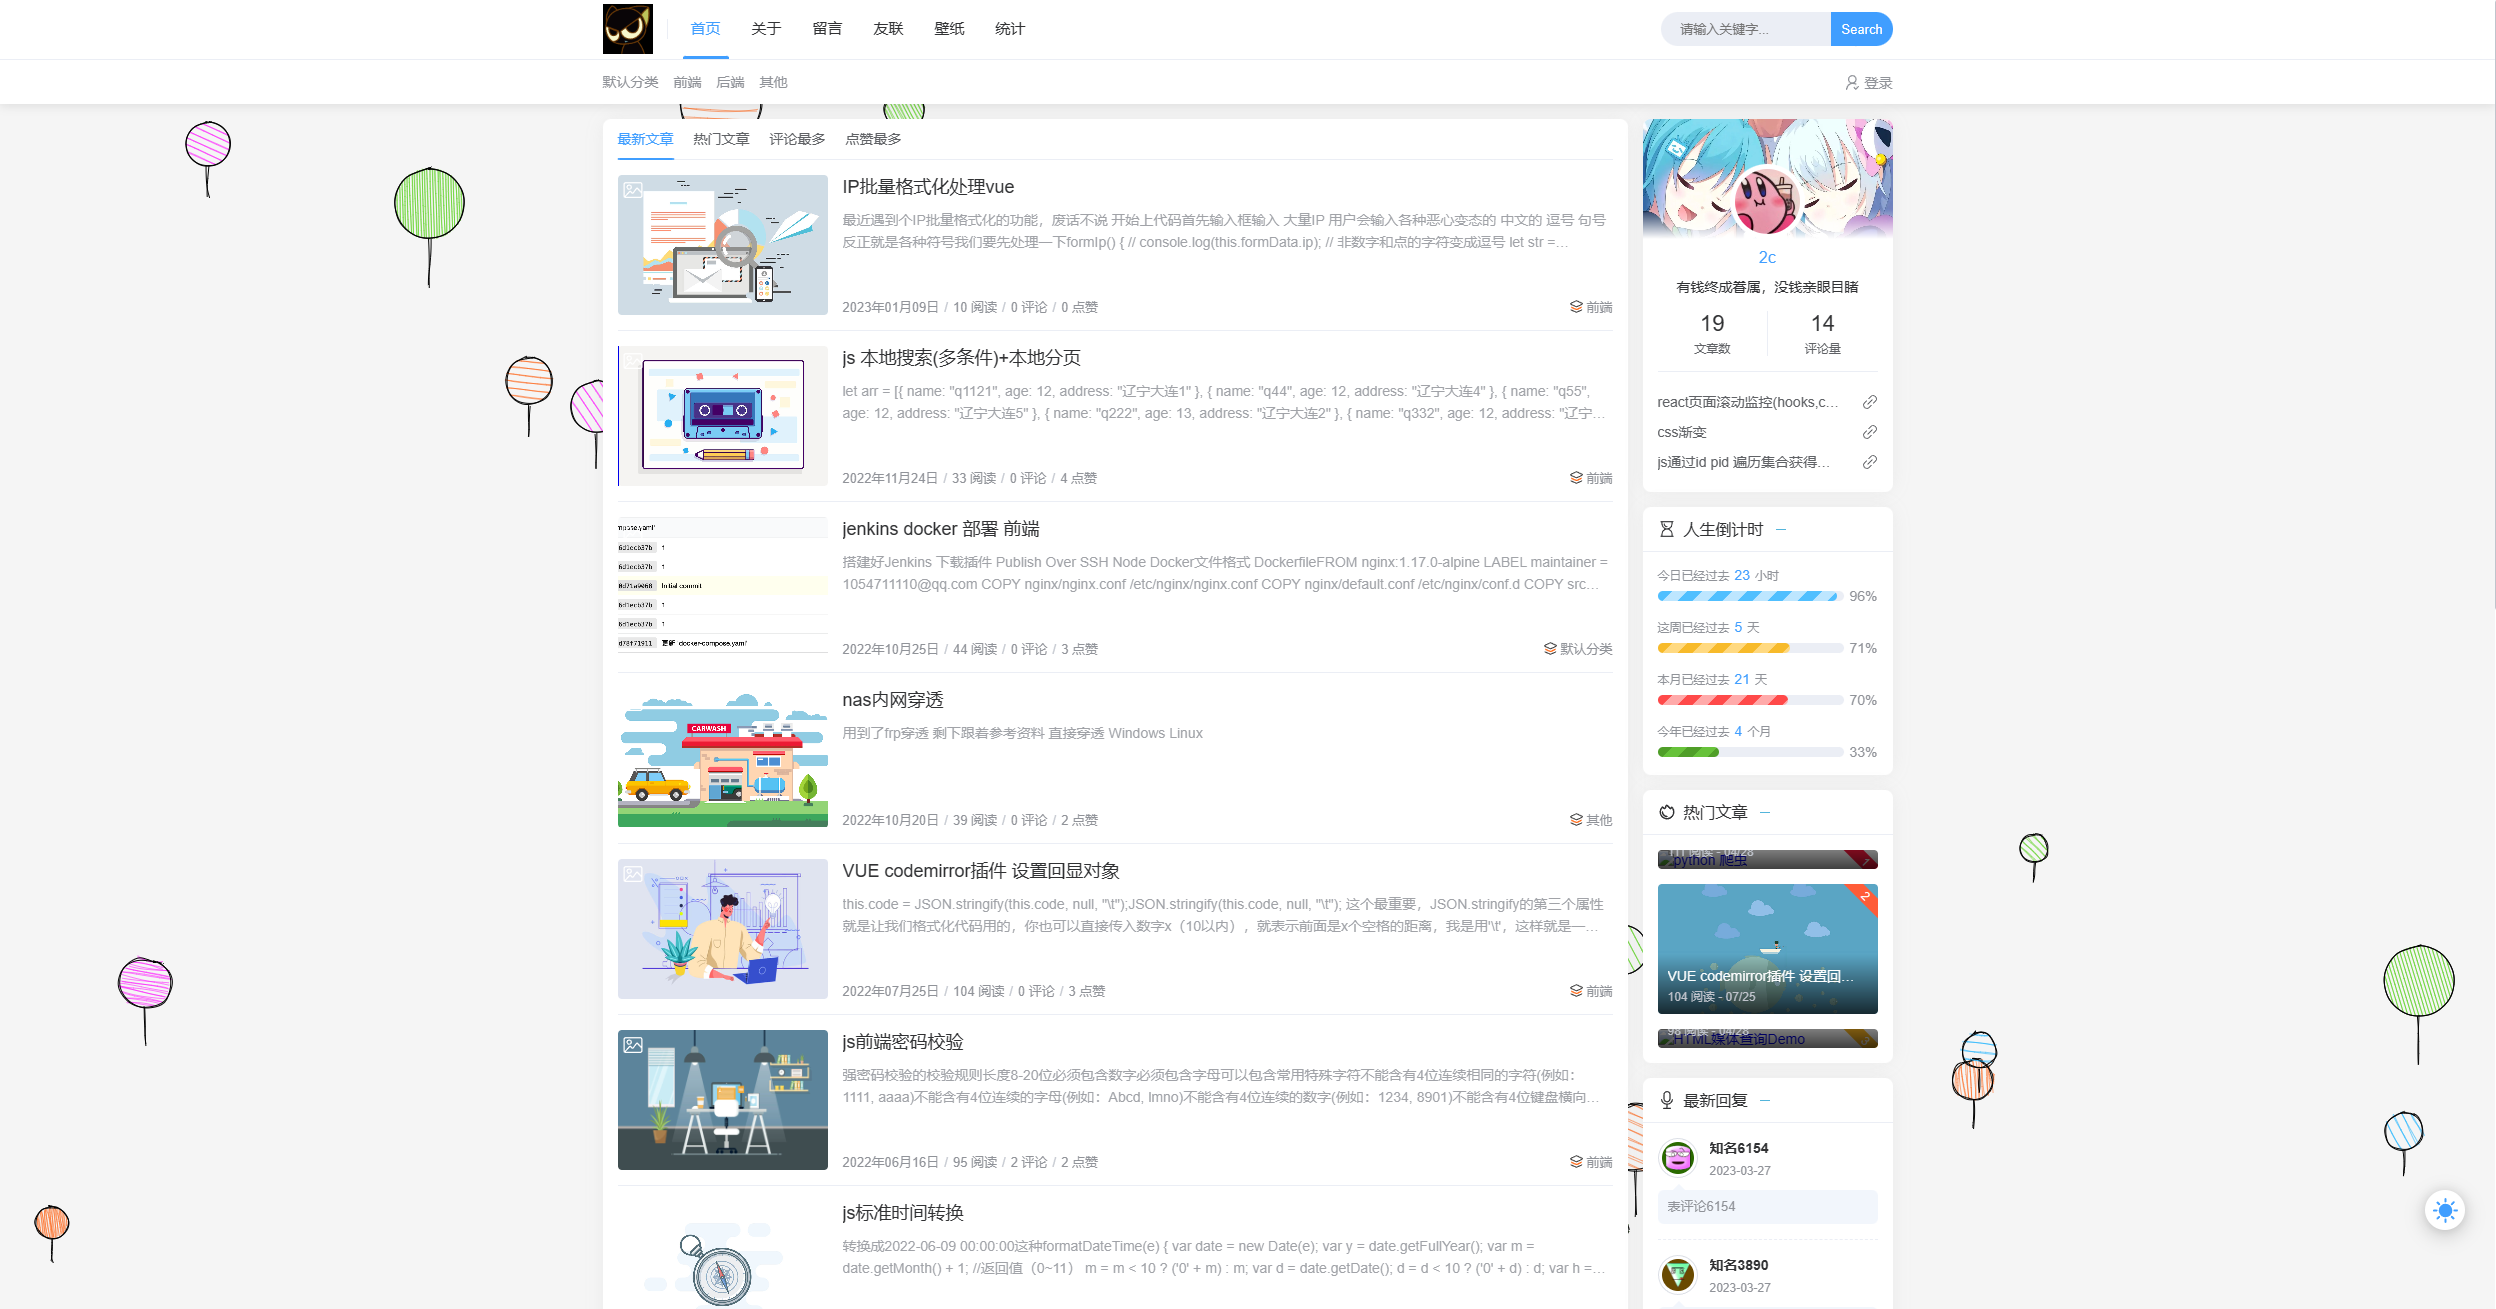 首页 关于 留言 友联 壁纸 统计
请输入关键字...
Search
默认分类 前端 后端 其他
登录
最新文章 热门文章 评论最多 点赞最多
IP批量格式化处理vue
最近遇到个IP批量格式化的功能，废话不说 开始上代码首先输入框输入 大量IP 用户会输入各种恶心变态的 中文的 逗号 句号
反正就是各种符号我们要先处理一下formIp() { // console.log(this.formData.ip); // 非数字和点的字符变成逗号 let str =...
2023年01月09日 / 10 阅读 / 0 评论 / 0 点赞
前端
js 本地搜索(多条件)+本地分页
let arr = [{ name: "q1121", age: 12, address: "辽宁大连1" }, { name: "q44", age: 12, address: "辽宁大连4" }, { name: "q55",
age: 12, address: "辽宁大连5" }, { name: "q222", age: 13, address: "辽宁大连2" }, { name: "q332", age: 12, address: "辽宁...
2022年11月24日 / 33 阅读 / 0 评论 / 4 点赞
前端
6d1ecb37b
6d1ecb37b
0d71a9068 Initial commit
6d1ecb37b
6d1ecb37b
d78f71911 更新 docker-compose.yaml
jenkins docker 部署 前端
搭建好Jenkins 下载插件 Publish Over SSH Node Docker文件格式 DockerfileFROM nginx:1.17.0-alpine LABEL maintainer =
1054711110@qq.com COPY nginx/nginx.conf /etc/nginx/nginx.conf COPY nginx/default.conf /etc/nginx/conf.d COPY src...
2022年10月25日 / 44 阅读 / 0 评论 / 3 点赞
默认分类
CARWASH
nas内网穿透
用到了frp穿透 剩下跟着参考资料 直接穿透 Windows Linux
2022年10月20日 / 39 阅读 / 0 评论 / 2 点赞
其他
VUE codemirror插件 设置回显对象
this.code = JSON.stringify(this.code, null, "\t");JSON.stringify(this.code, null, "\t"); 这个最重要，JSON.stringify的第三个属性
就是让我们格式化代码用的，你也可以直接传入数字x（10以内），就表示前面是x个空格的距离，我是用'\t'，这样就是一...
2022年07月25日 / 104 阅读 / 0 评论 / 3 点赞
前端
js前端密码校验
强密码校验的校验规则长度8-20位必须包含数字必须包含字母可以包含常用特殊字符不能含有4位连续相同的字符(例如：
1111, aaaa)不能含有4位连续的字母(例如：Abcd, lmno)不能含有4位连续的数字(例如：1234, 8901)不能含有4位键盘横向...
2022年06月16日 / 95 阅读 / 2 评论 / 2 点赞
前端
js标准时间转换
转换成2022-06-09 00:00:00这种formatDateTime(e) { var date = new Date(e); var y = date.getFullYear(); var m =
date.getMonth() + 1; //返回值（0~11） m = m < 10 ? ('0' + m) : m; var d = date.getDate(); d = d < 10 ? ('0' + d) : d; var h =...
2c
有钱终成眷属，没钱亲眼目睹
19 14
文章数 评论量
react页面滚动监控(hooks,c...
css渐变
js通过id pid 遍历集合获得...
人生倒计时
今日已经过去 23 小时
96%
这周已经过去 5 天
71%
本月已经过去 21 天
70%
今年已经过去 4 个月
33%
热门文章
111 阅读 - 04/28
python 爬虫
1
2
VUE codemirror插件 设置回...
104 阅读 - 07/25
98 阅读 - 04/28
HTML媒体查询Demo
最新回复
知名6154
2023-03-27
表评论6154
知名3890
2023-03-27